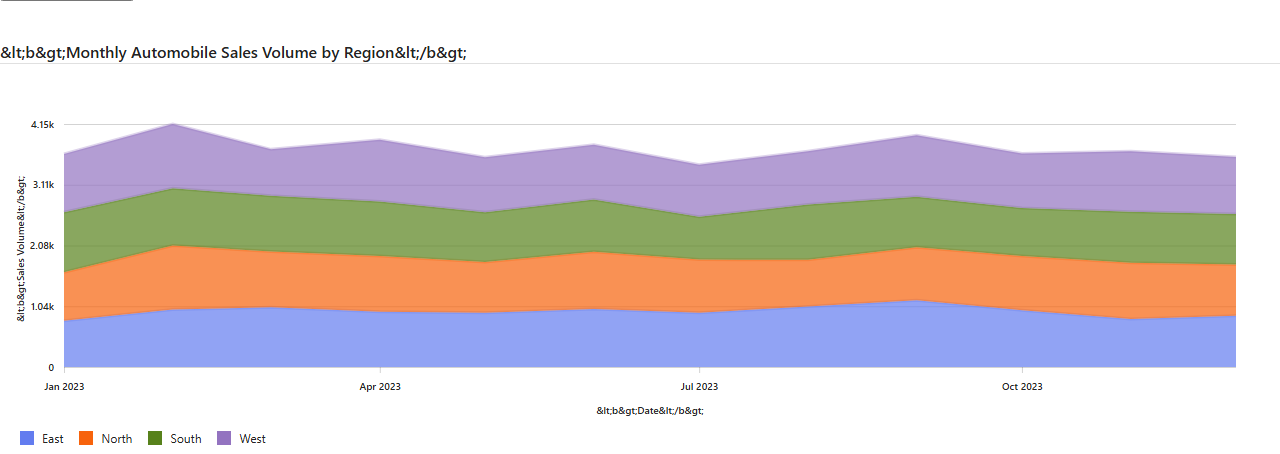 &lt;b&gt;Monthly Automobile Sales Volume by Region&lt;/b&gt;
4.15k
3.11k
2.08k
1.04k
0
&lt;b&gt;Sales Volume&lt;/b&gt;
Jan 2023 Apr 2023 Jul 2023 Oct 2023
&lt;b&gt;Date&lt;/b&gt;
East North South West